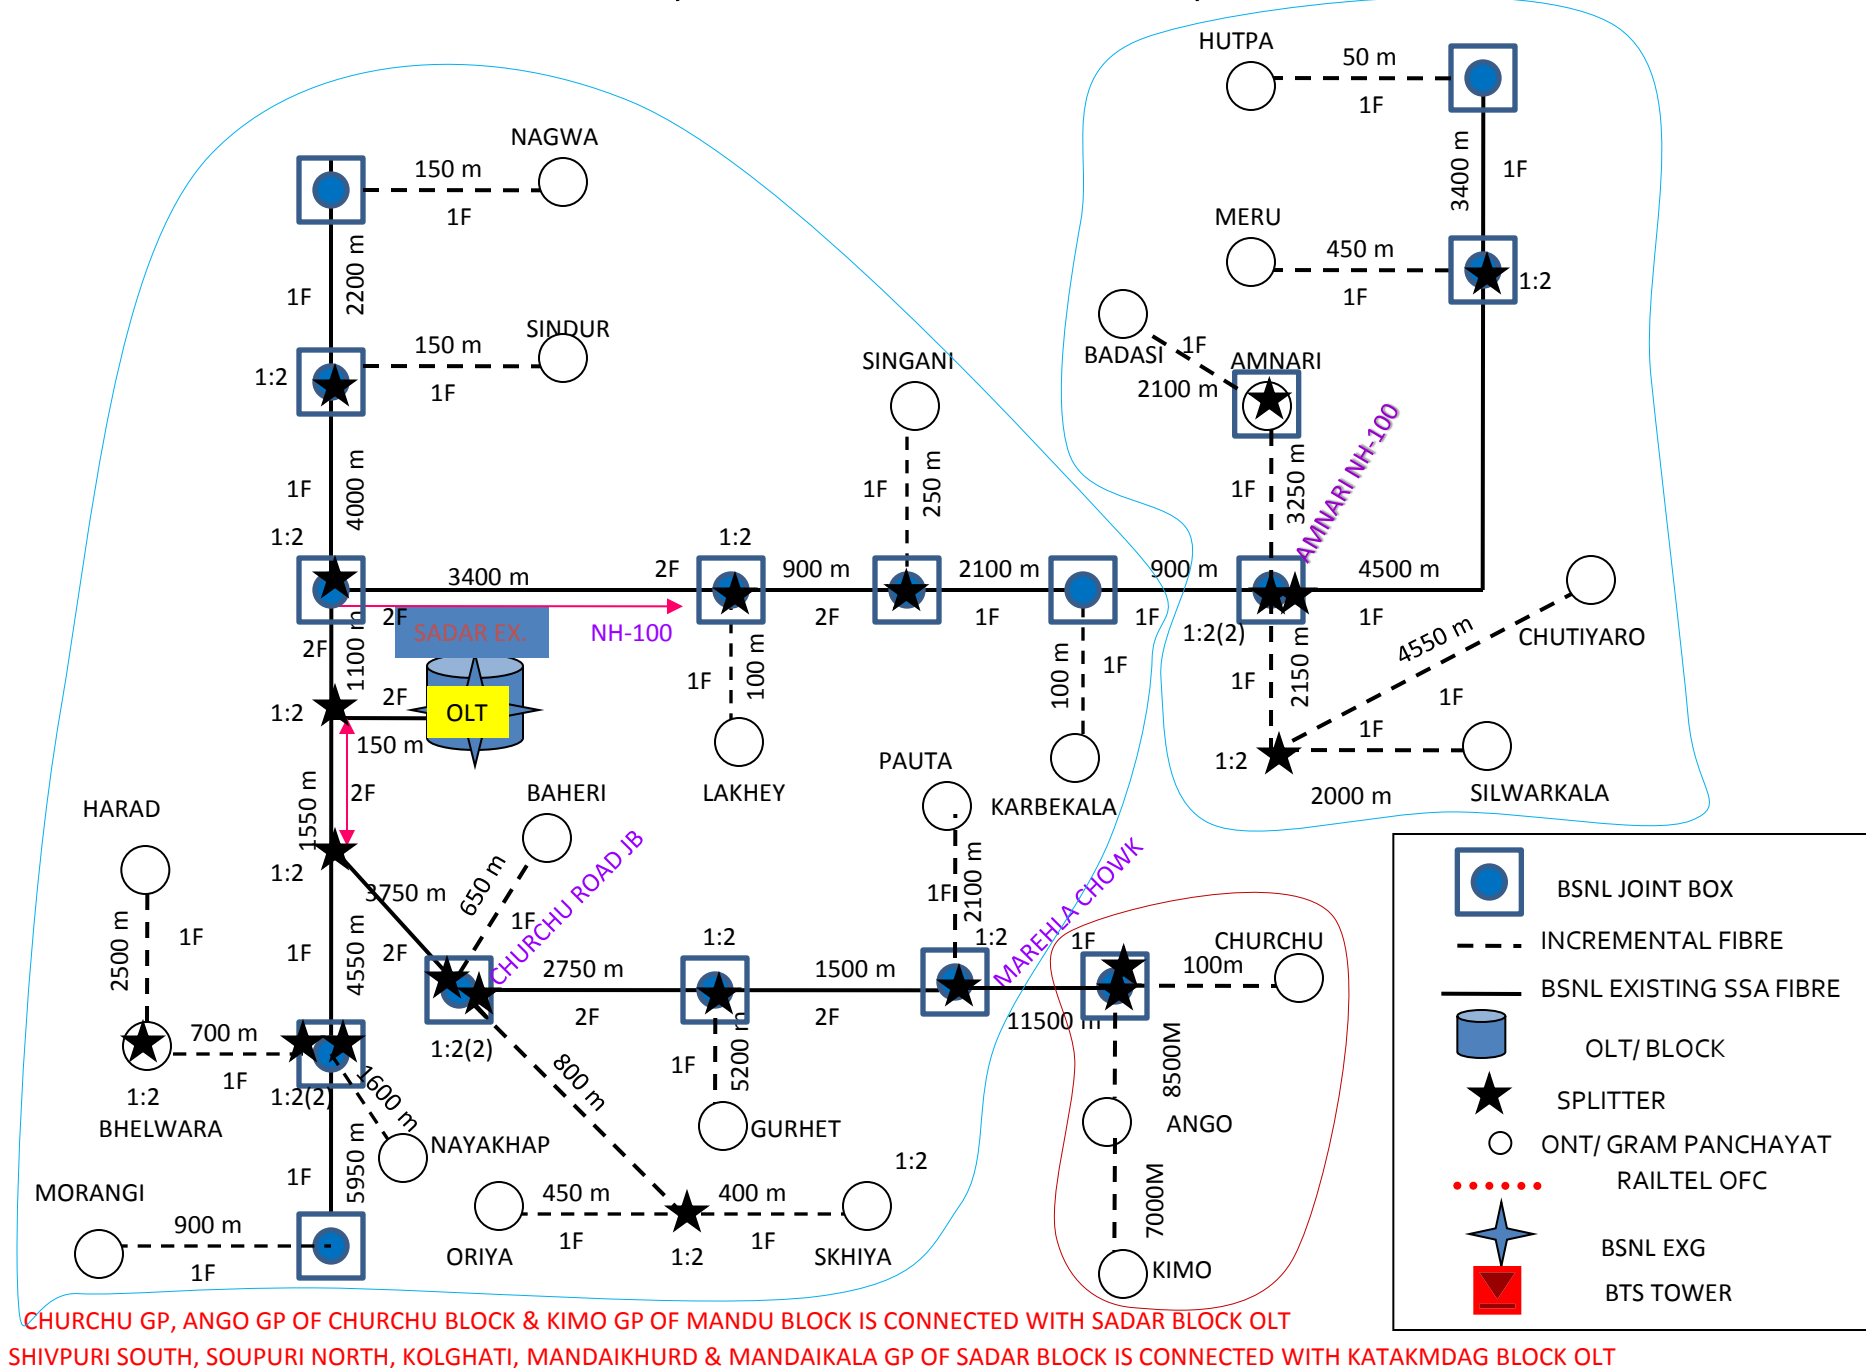 HUTPA
50 m
1F
NAGWA
150 m
1F
3400 m
1F
MERU
450 m
1F
1:2
1F
2200 m
SINDUR
150 m
1F
1:2
SINGANI
BADASI
1F
2100 m
AMNARI
AMNARI NH-100
1F
4000 m
1F
250 m
1F
3250 m
1:2
3400 m
2F
1:2
900 m
2F
2100 m
1F
900 m
1F
1:2(2)
4500 m
1F
2F
2F
1100 m
SADAR EX.
NH-100
1F
100 m
100 m
1F
1F
2150 m
4550 m
1F
CHUTIYARO
1:2
2F
OLT
150 m
LAKHEY
PAUTA
KARBEKALA
1:2
1F
2000 m
SILWARKALA
1550 m
2F
HARAD
BAHERI
1:2
3750 m
2F
650 m
1F
CHURCHU ROAD JB
1F
2100 m
MAREHLA CHOWK
2500 m
1F
1F
4550 m
1:2
2750 m
2F
1500 m
2F
1:2
1F
11500 m
CHURCHU
100m
700 m
1F
1:2
BHELWARA
1:2(2)
1600 m
NAYAKHAP
1:2(2)
800 m
1F
5200 m
GURHET
8500M
ANGO
1:2
MORANGI
900 m
1F
1F
5950 m
450 m
1F
ORIYA
1:2
400 m
1F
SKHIYA
7000M
KIMO
BSNL JOINT BOX
INCREMENTAL FIBRE
BSNL EXISTING SSA FIBRE
OLT/ BLOCK
SPLITTER
ONT/ GRAM PANCHAYAT
RAILTEL OFC
BSNL EXG
BTS TOWER
CHURCHU GP, ANGO GP OF CHURCHU BLOCK & KIMO GP OF MANDU BLOCK IS CONNECTED WITH SADAR BLOCK OLT
SHIVPURI SOUTH, SOUPURI NORTH, KOLGHATI, MANDAIKHURD & MANDAIKALA GP OF SADAR BLOCK IS CONNECTED WITH KATAKMDAG BLOCK OLT